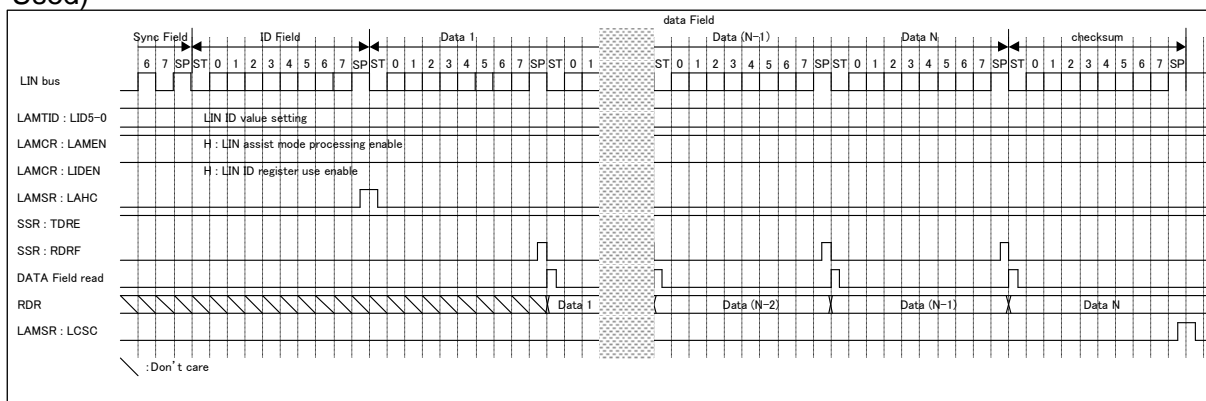 Used)
data Field
Sync Field ID Field Data 1 Data (N-1) Data N checksum
6 7 SP ST 0 1 2 3 4 5 6 7 SP ST 0 1 2 3 4 5 6 7 SP ST 0 1 ST 0 1 2 3 4 5 6 7 SP ST 0 1 2 3 4 5 6 7 SP ST 0 1 2 3 4 5 6 7 SP
LIN bus
LAMTID : LID5-0 LIN ID value setting
LAMCR : LAMEN H : LIN assist mode processing enable
LAMCR : LIDEN H : LIN ID register use enable
LAMSR : LAHC
SSR : TDRE
SSR : RDRF
DATA Field read
RDR Data 1 Data (N-2) Data (N-1) Data N
LAMSR : LCSC
:Don't care